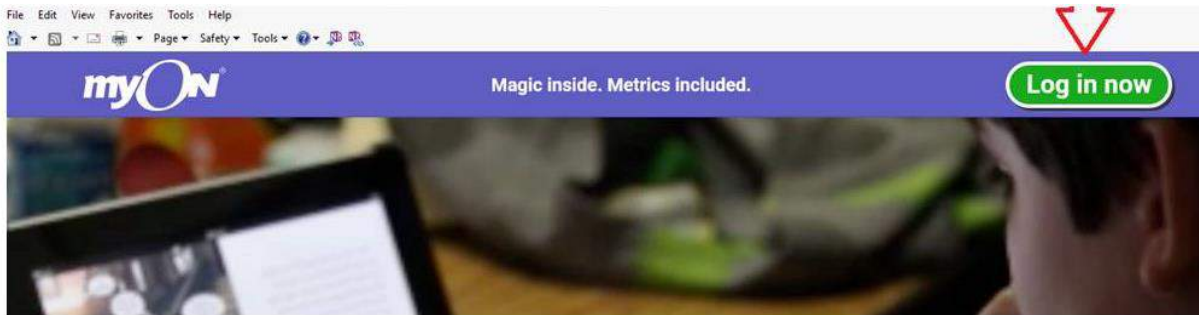 File Edit View Favorites Tools Help
Page Safety Tools
myON®
Magic inside. Metrics included.
Log in now